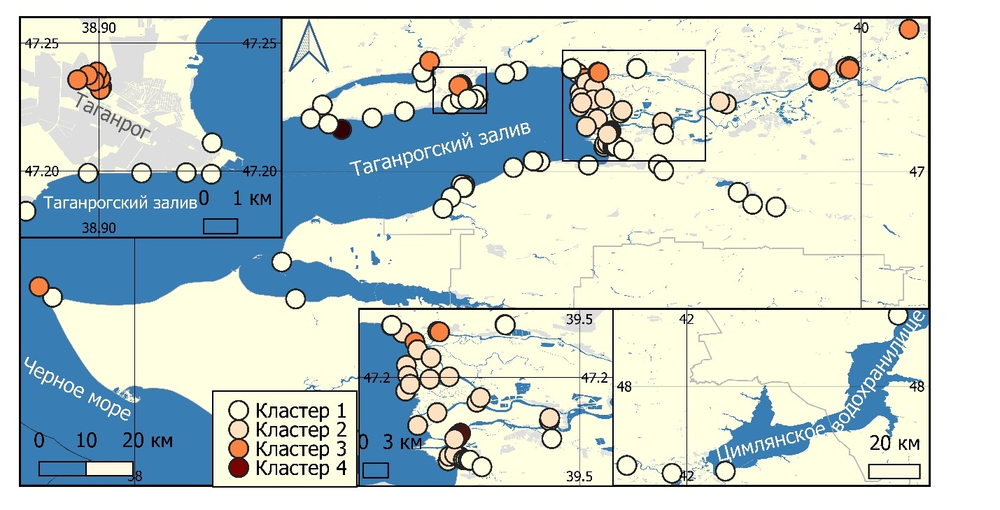 38.90
47.25
47.25
Таганрог
47.20
47.20
Таганрогский залив
0 1 км
38.90
40
Таганрогский залив
47
Черное море
0 10 20 км
38
Кластер 1
Кластер 2
Кластер 3
Кластер 4
39.5
47.2
47.2
0 3 км
39.5
42
48
48
Цимлянское водохранилище
20 км
42